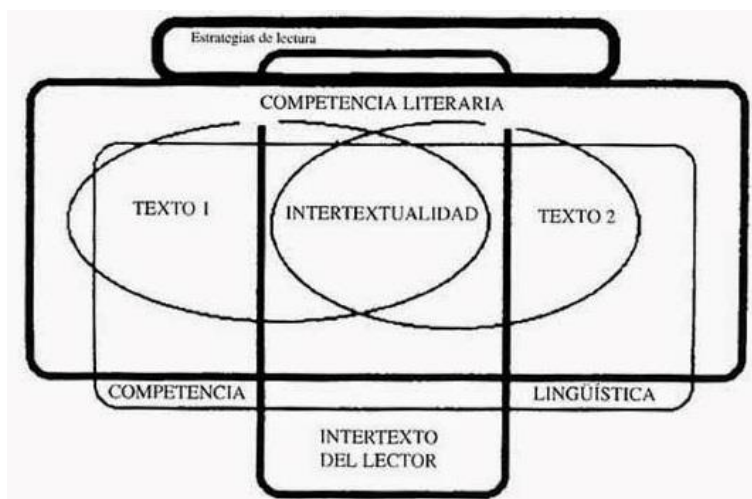 Estrategias de lectura
COMPETENCIA LITERARIA
TEXTO 1
INTERTEXTUALIDAD
TEXTO 2
COMPETENCIA
LINGÜÍSTICA
INTERTEXTO
DEL LECTOR